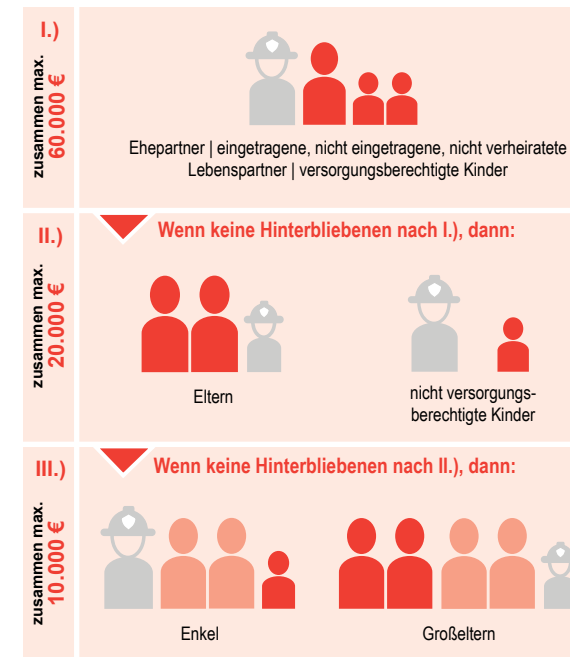 I.)
zusammen max.
60.000 €
Ehepartner | eingetragene, nicht eingetragene, nicht verheiratete
Lebenspartner | versorgungsberechtigte Kinder
II.)
zusammen max.
20.000 €
Wenn keine Hinterbliebenen nach I.), dann:
Eltern
nicht versorgungs-
berechtigte Kinder
III.)
zusammen max.
10.000 €
Wenn keine Hinterbliebenen nach II.), dann:
Enkel
Großeltern